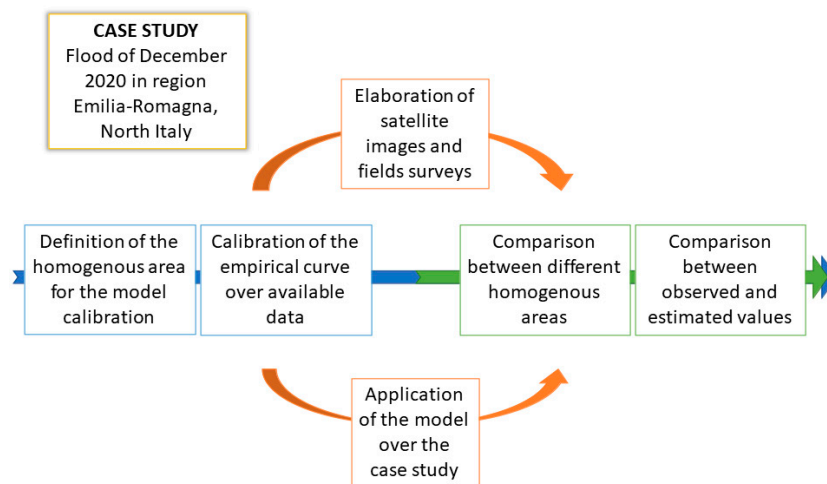 CASE STUDY
Flood of December
2020 in region
Emilia-Romagna,
North Italy
Elaboration of
satellite
images and
fields surveys
Definition of the
homogenous area
for the model
calibration
Calibration of the
empirical curve
over available
data
Comparison
between different
homogenous
areas
Comparison
between
observed and
estimated values
Application
of the model
over the
case study